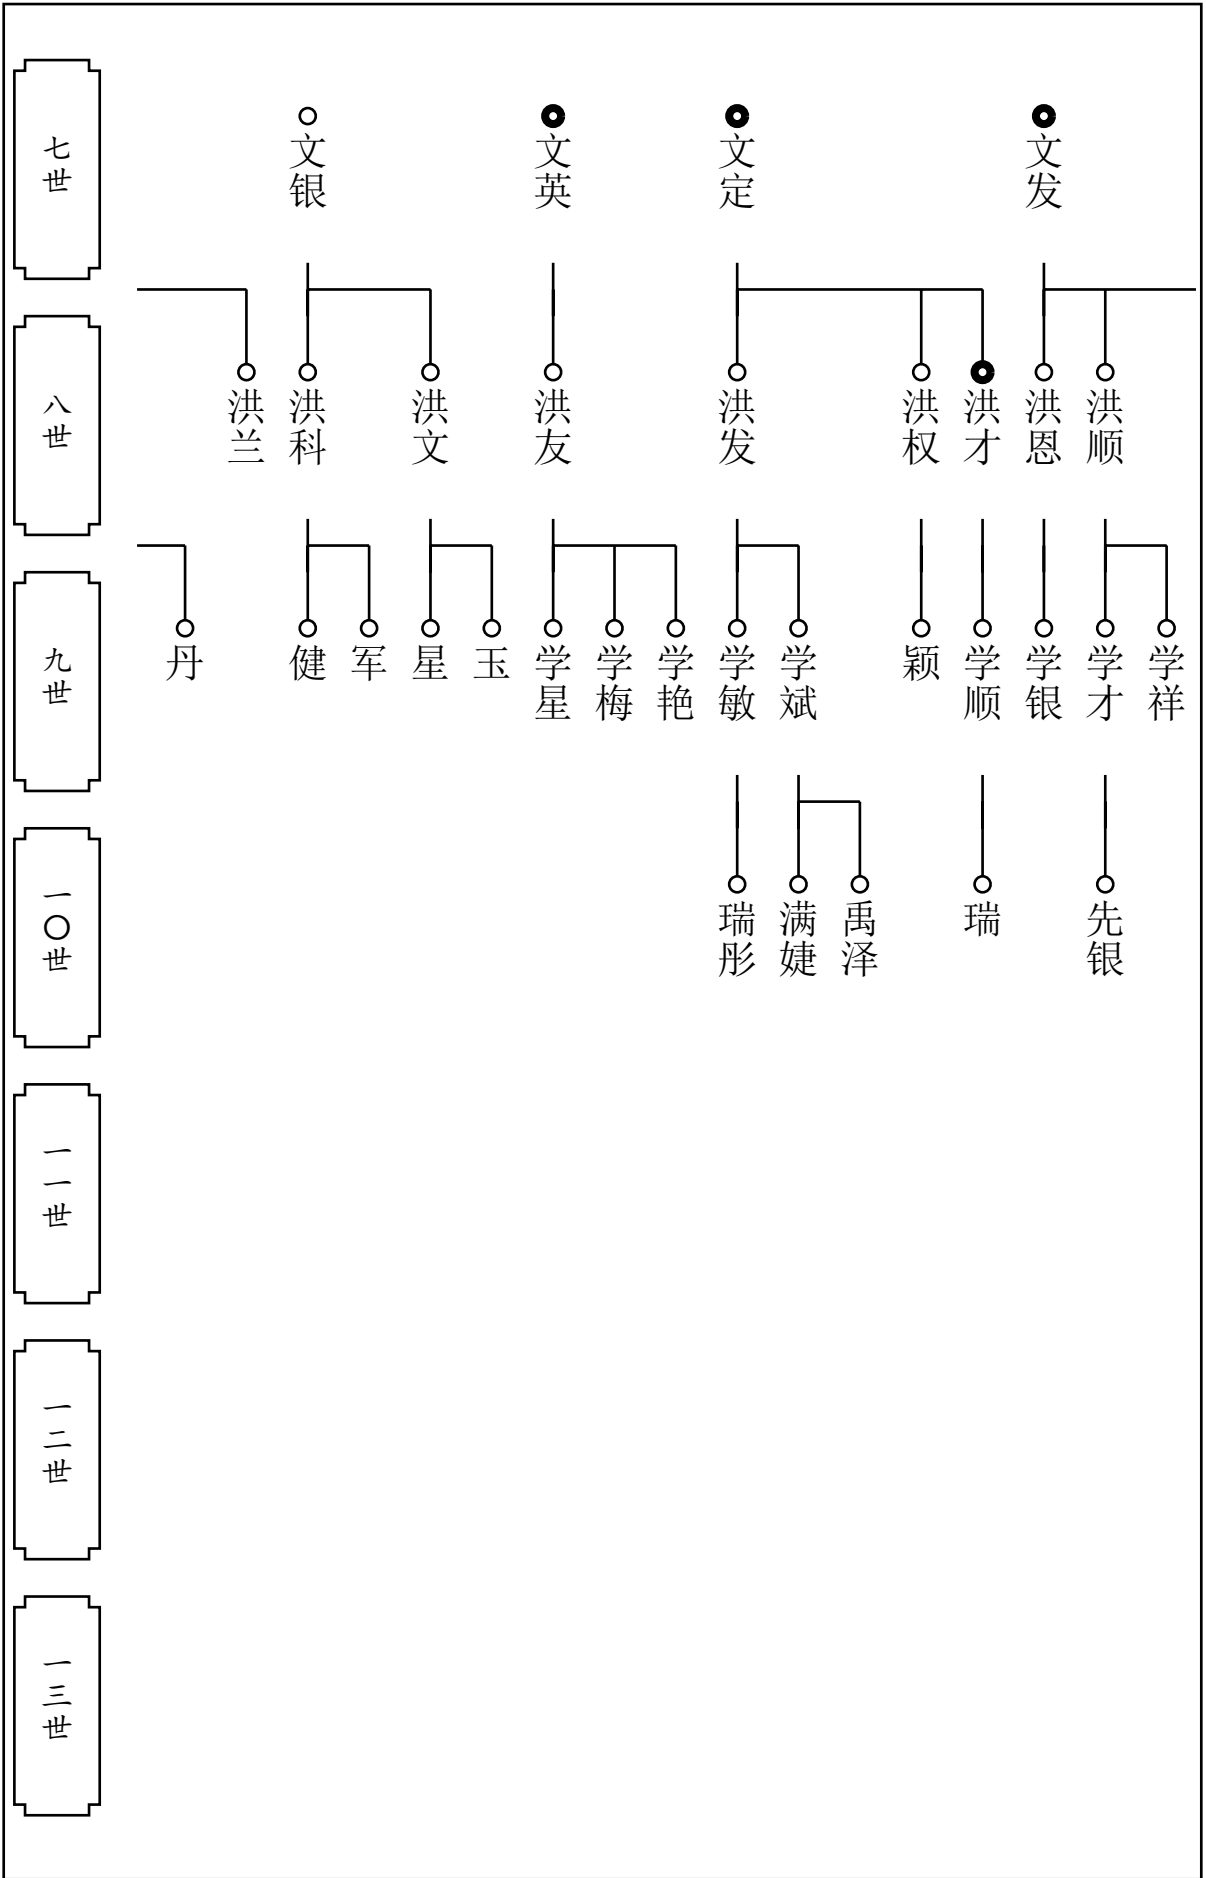 七世
文银
文英
文定
文发
八世
洪兰
洪科
洪文
洪友
洪发
洪权
洪才
洪恩
洪顺
九世
丹
健
军
星
玉
学星
学梅
学艳
学敏
学斌
颖
学顺
学银
学才
学祥
一〇世
瑞彤
满婕
禹泽
瑞
先银
一一世
一二世
一三世